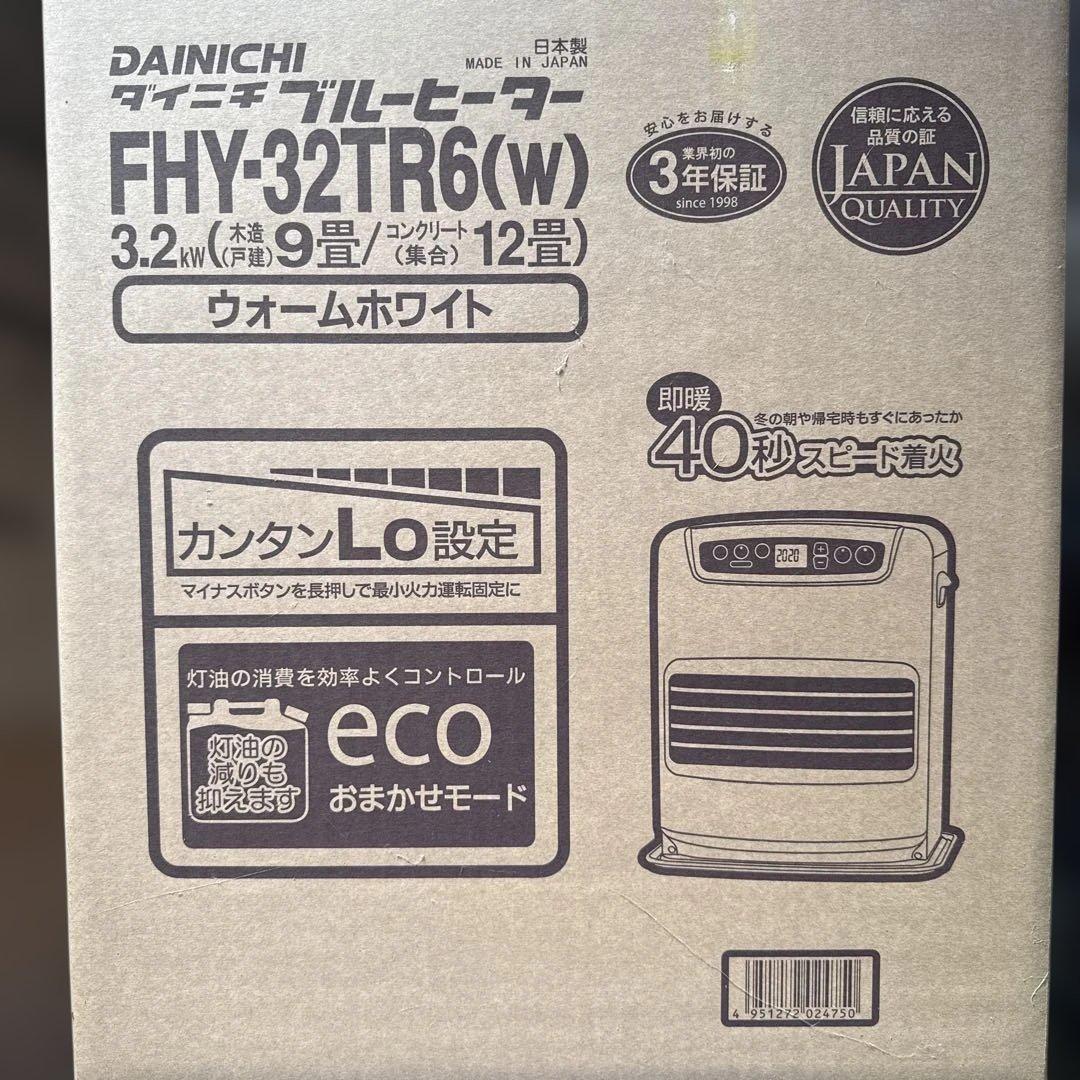 DAINICHI
日本製
MADE IN JAPAN
ダイニチ ブルーヒーター
FHY-32TR6(W)
3.2kW(木造(戸建)9畳/コンクリート(集合)12畳)
ウォームホワイト
安心をお届けする
業界初の
3年保証
since 1998
信頼に応える
品質の証
JAPAN
QUALITY
カンタンLo設定
マイナスボタンを長押しで最小火力運転固定に
灯油の消費を効率よくコントロール
灯油の
減りも
抑えます
eco
おまかせモード
即暖
冬の朝や帰宅時もすぐにあったか
40秒スピード着火
2020
4 951272 024750